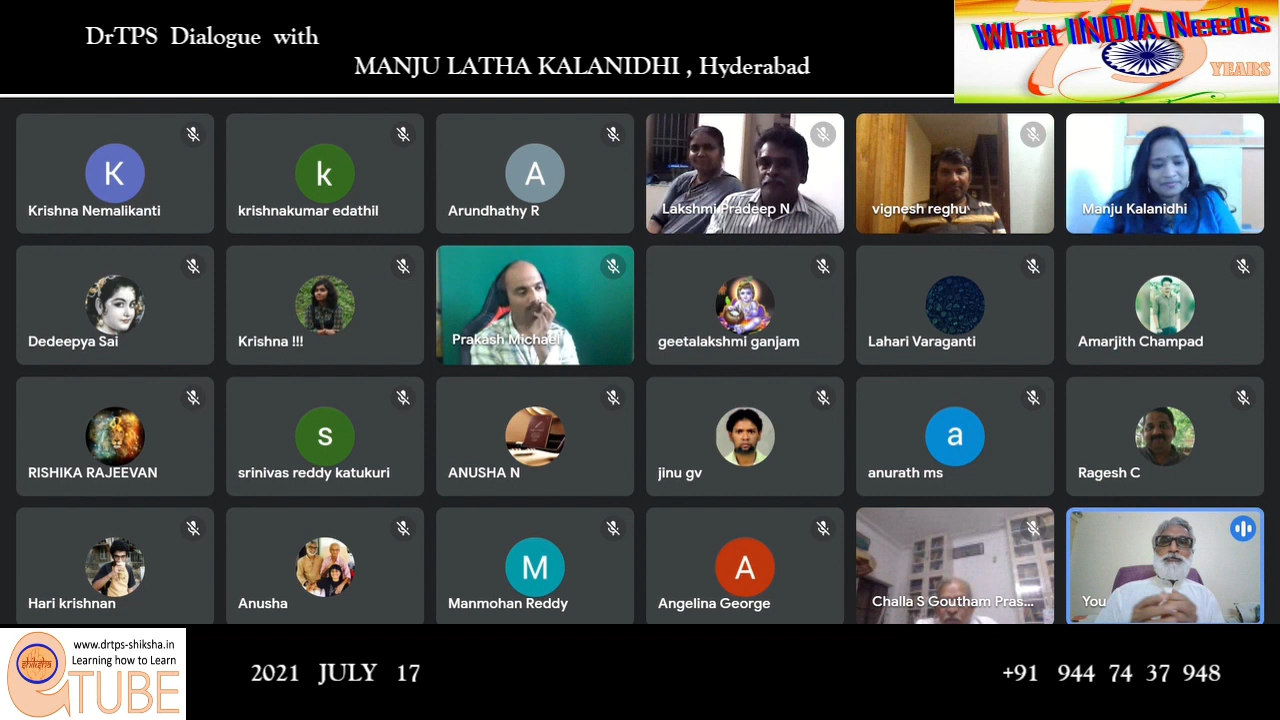 DrTPS Dialogue with
MANJU LATHA KALANIDHI , Hyderabad
What INDIA Needs
75
YEARS
K
Krishna Nemalikanti
k
krishnakumar edathil
A
Arundhathy R
Lakshmi Pradeep N
vignesh reghu
Manju Kalanidhi
Dedeepya Sai
Krishna !!!
Prakash Michael
geetalakshmi ganjam
Lahari Varaganti
Amarjith Champad
RISHIKA RAJEEVAN
s
srinivas reddy katukuri
ANUSHA N
jinu gv
a
anurath ms
Ragesh C
Hari krishnan
Anusha
M
Manmohan Reddy
A
Angelina George
Challa S Goutham Pras...
You
www.drtps-shiksha.in
Learning how to Learn
shiksha
TUBE
2021 JULY 17
+91 944 74 37 948